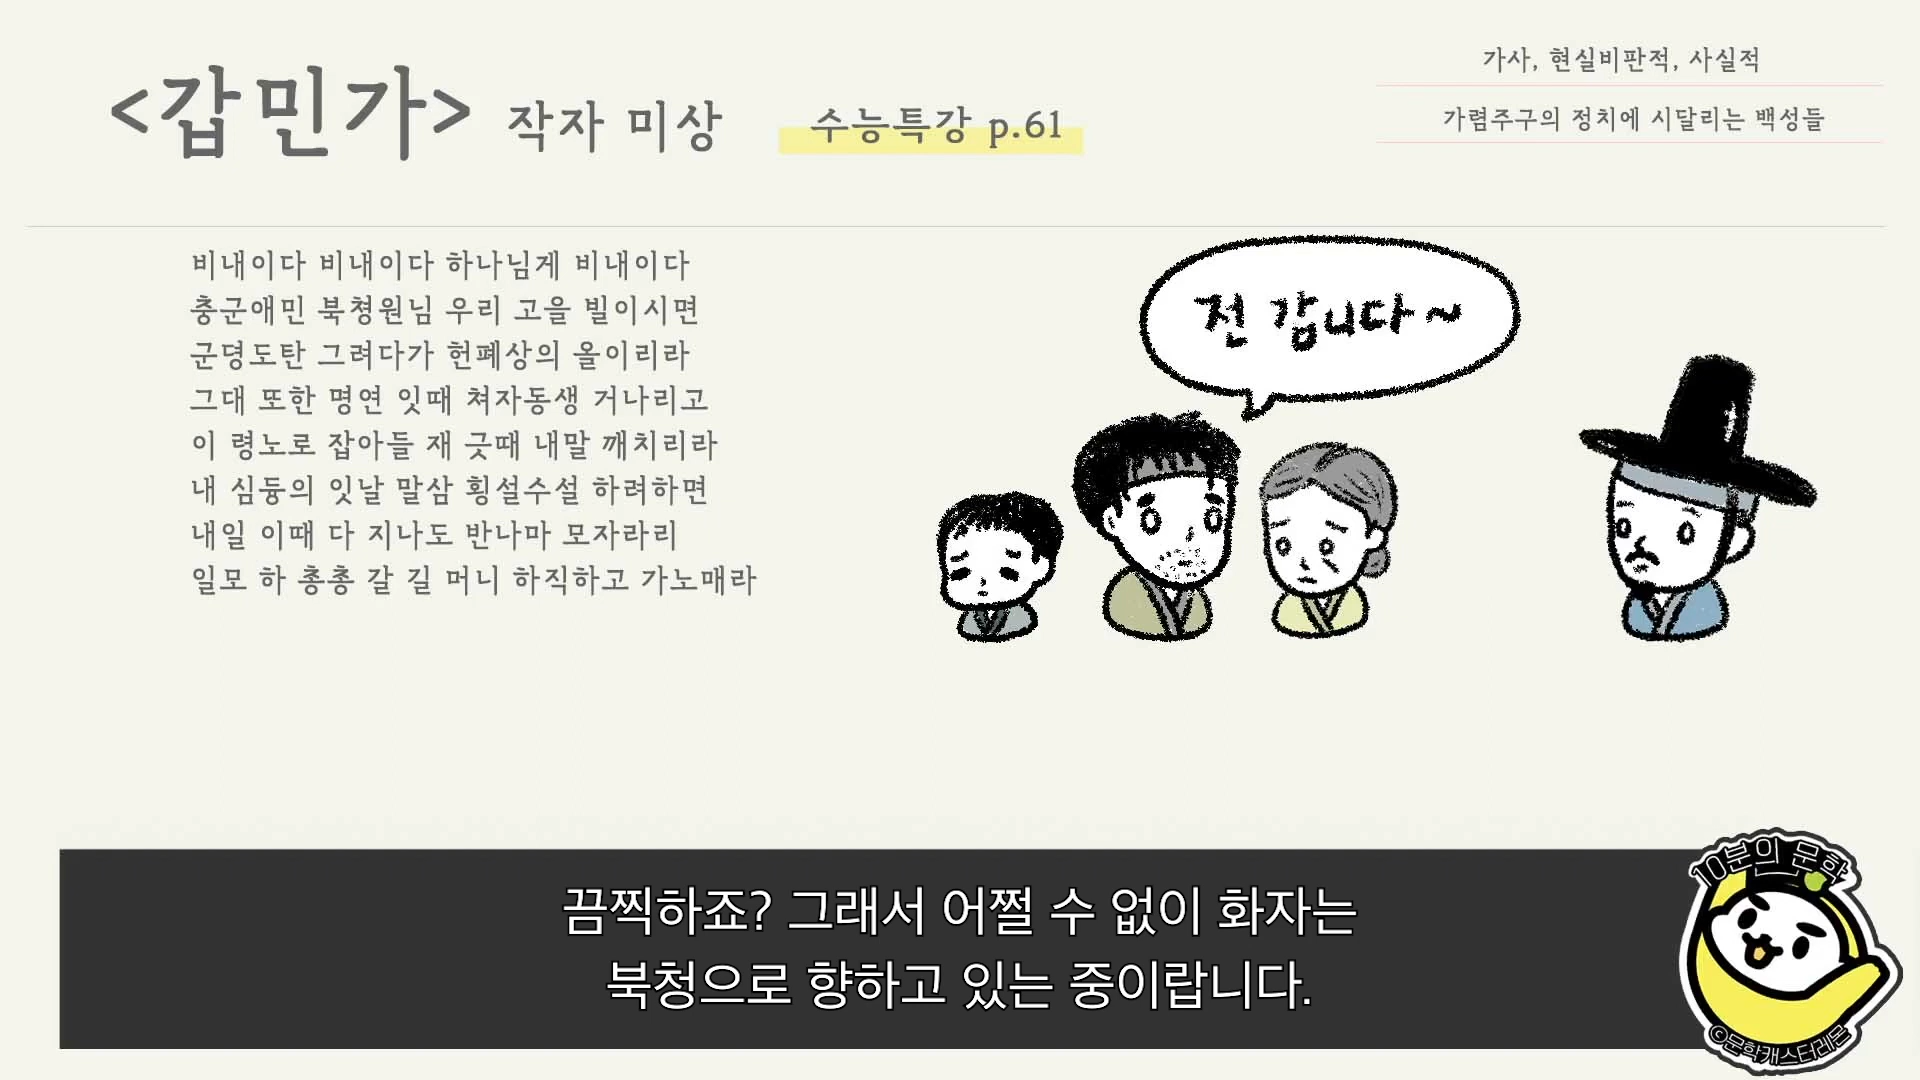 <갑민가> 작자 미상 수능특강 p.61
가사, 현실비판적, 사실적
가렴주구의 정치에 시달리는 백성들
비내이다 비내이다 하나님게 비내이다
충군애민 북쳥원님 우리 고을 빌이시면
군뎡도탄 그려다가 헌폐상의 올이리라
그대 또한 명연 잇때 쳐자동생 거나리고
이 령노로 잡아들 재 긋때 내말 깨치리라
내 심듕의 잇날 말삼 횡설수설 하려하면
내일 이때 다 지나도 반나마 모자라리
일모 하 총총 갈 길 머니 하직하고 가노매라
전 갑니다~
끔찍하죠? 그래서 어쩔 수 없이 화자는
북청으로 향하고 있는 중이랍니다.
10분의 문학
©문학캐스터레몬